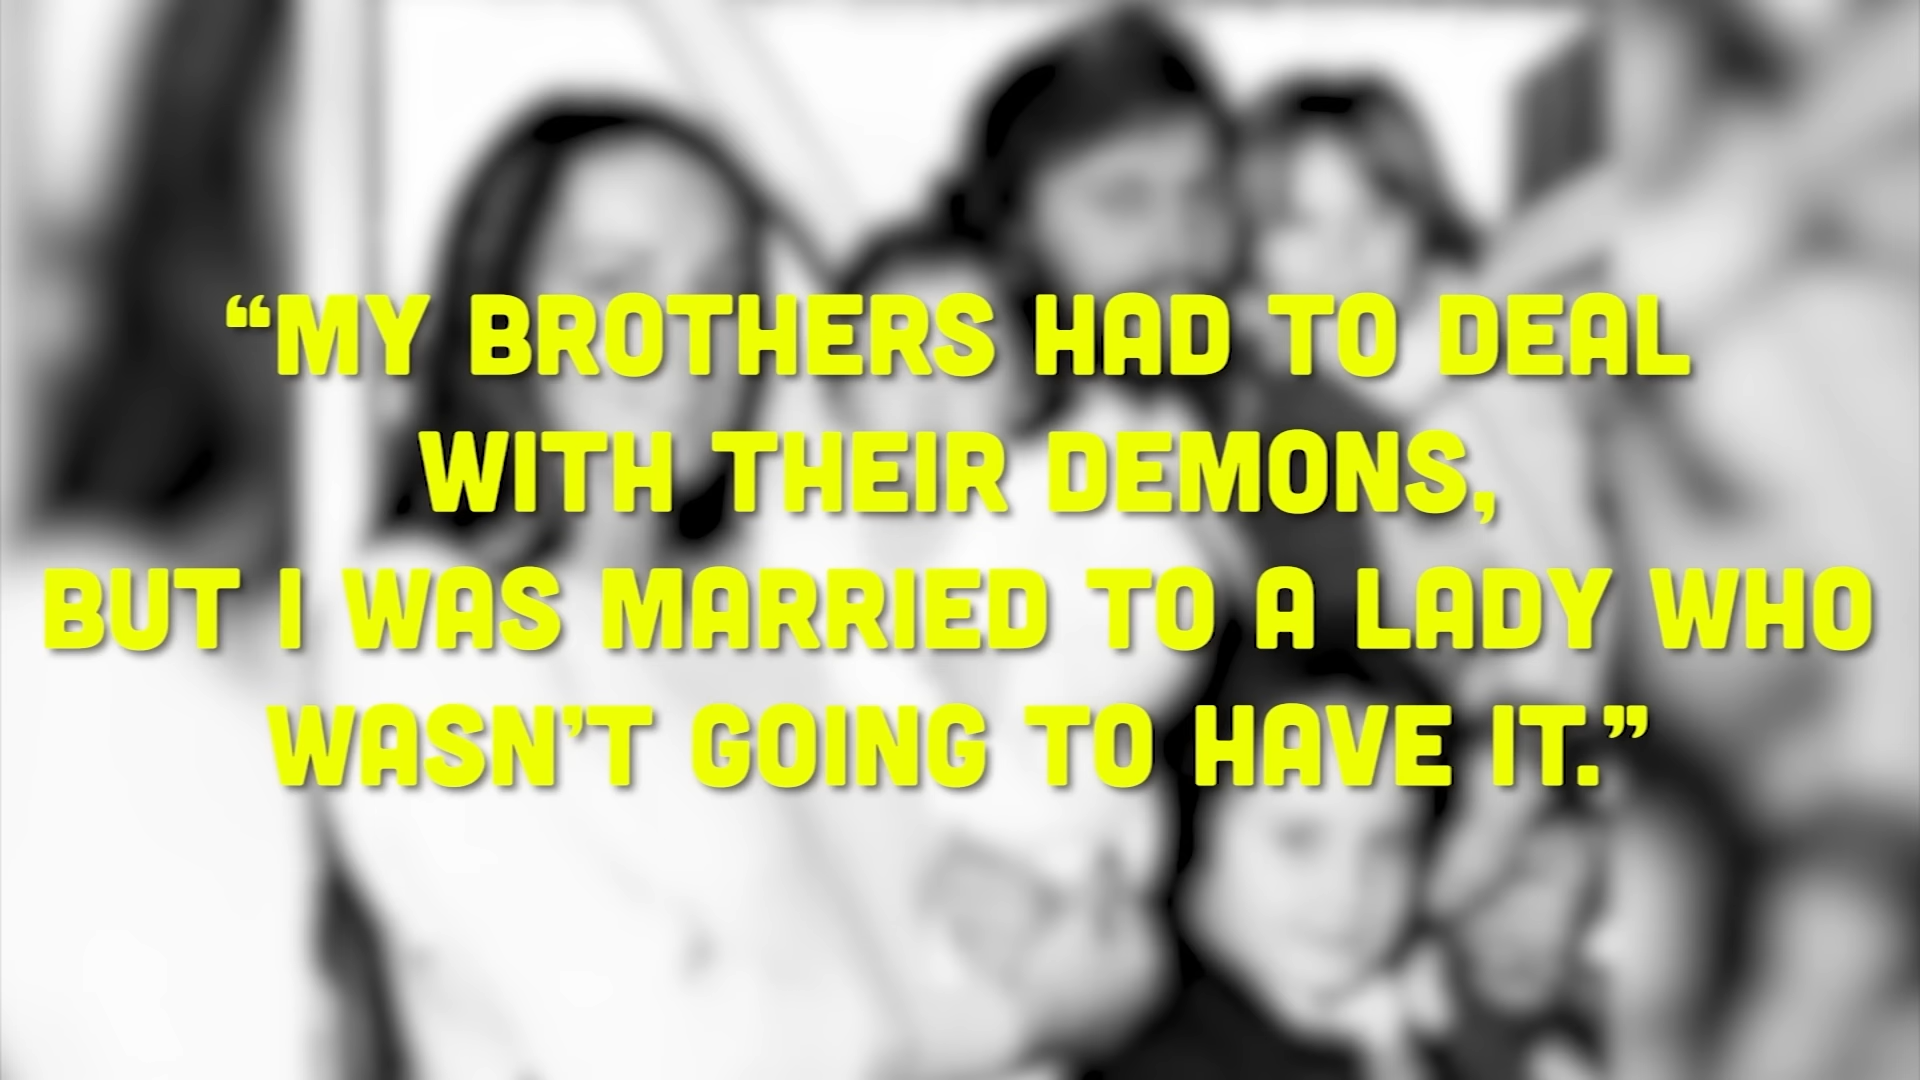 “MY BROTHERS HAD TO DEAL
WITH THEIR DEMONS,
BUT I WAS MARRIED TO A LADY WHO
WASN’T GOING TO HAVE IT.”